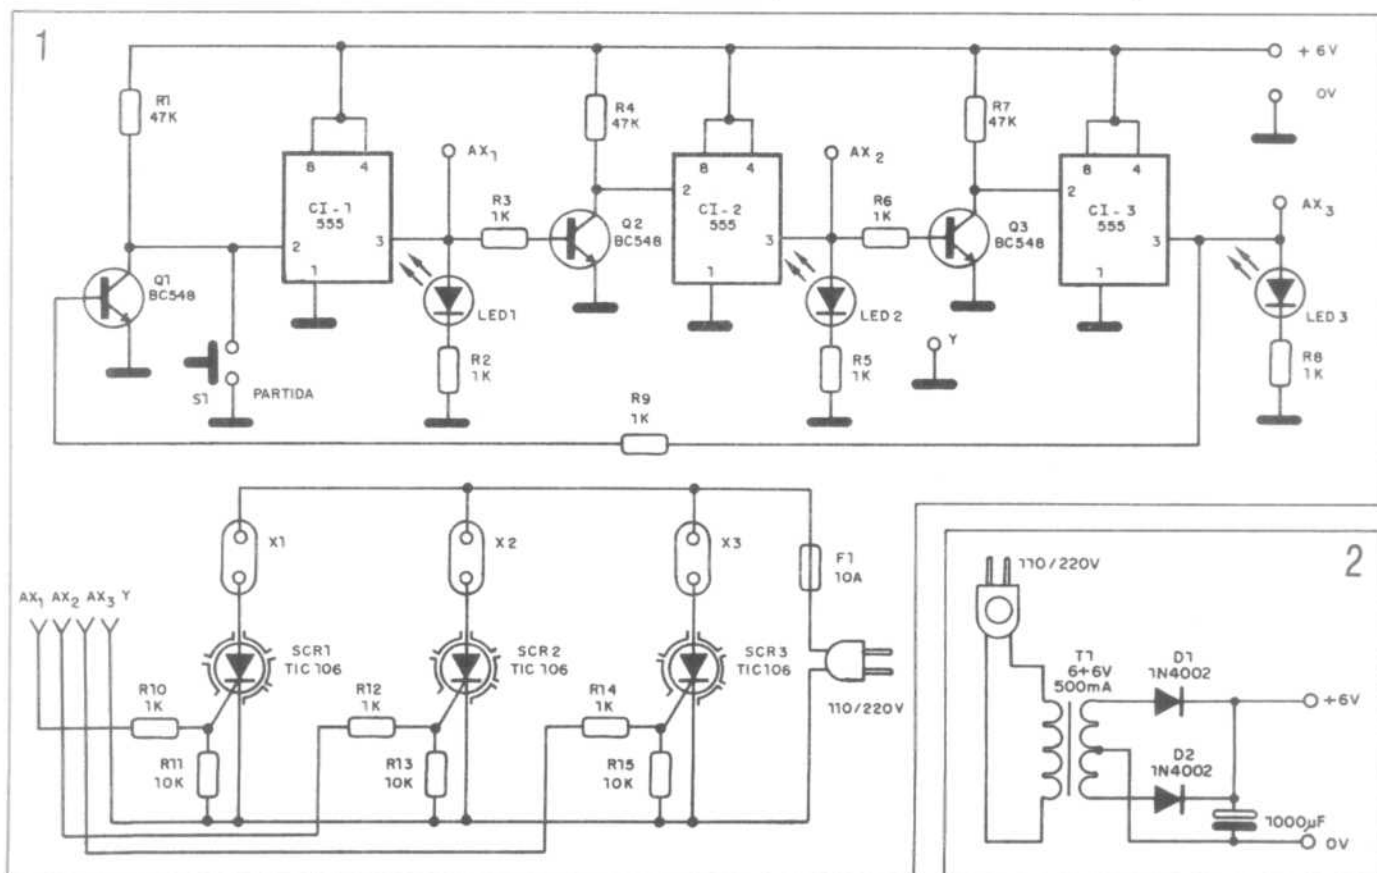 1
+ 6V
0V
R1
47K
R4
47K
R7
47K
8 4
CI-1
555
2
3
1
AX1
R3
1K
Q2
BC548
8 4
CI-2
555
2
3
1
AX2
R6
1K
Q3
BC548
8 4
CI-3
555
2
3
1
AX3
Q1
BC548
LED1
LED2
LED3
R2
1K
R5
1K
Y
R8
1K
S1
PARTIDA
R9
1K
X1
X2
X3
F1
10A
AX1 AX2 AX3 Y
SCR1
TIC106
SCR2
TIC106
SCR3
TIC106
R10
1K
R12
1K
R14
1K
110/220V
R11
10K
R13
10K
R15
10K
2
110/220V
T1
6+6V
500mA
D1
1N4002
+6V
D2
1N4002
1000µF
0V